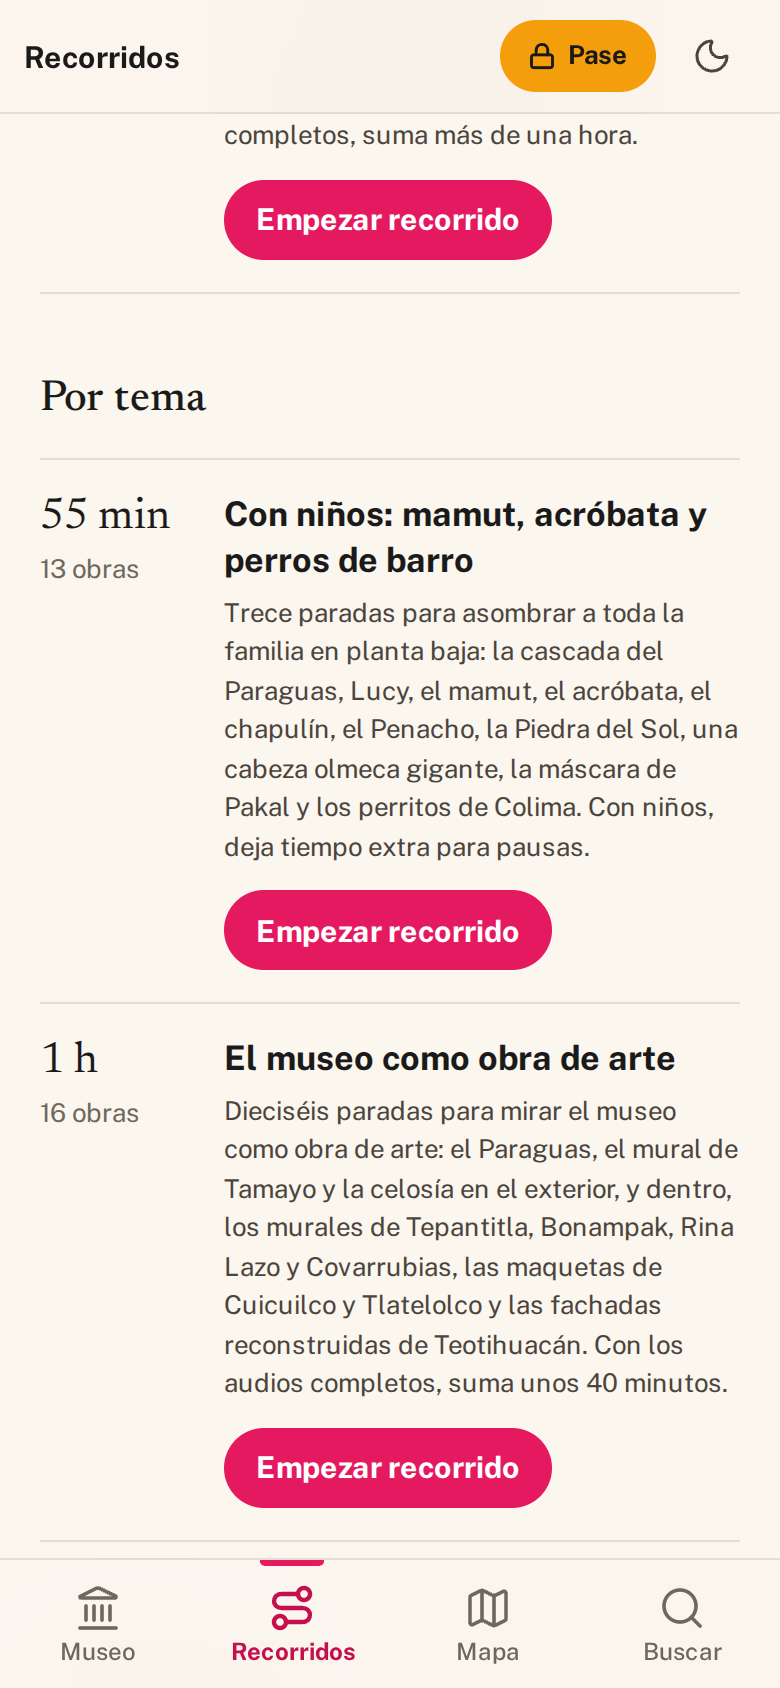 Recorridos
Pase
completos, suma más de una hora.
Empezar recorrido
Por tema
55 min
13 obras
Con niños: mamut, acróbata y
perros de barro
Trece paradas para asombrar a toda la
familia en planta baja: la cascada del
Paraguas, Lucy, el mamut, el acróbata, el
chapulín, el Penacho, la Piedra del Sol, una
cabeza olmeca gigante, la máscara de
Pakal y los perritos de Colima. Con niños,
deja tiempo extra para pausas.
Empezar recorrido
1 h
16 obras
El museo como obra de arte
Dieciséis paradas para mirar el museo
como obra de arte: el Paraguas, el mural de
Tamayo y la celosía en el exterior, y dentro,
los murales de Tepantitla, Bonampak, Rina
Lazo y Covarrubias, las maquetas de
Cuicuilco y Tlatelolco y las fachadas
reconstruidas de Teotihuacán. Con los
audios completos, suma unos 40 minutos.
Empezar recorrido
Museo
Recorridos
Mapa
Buscar